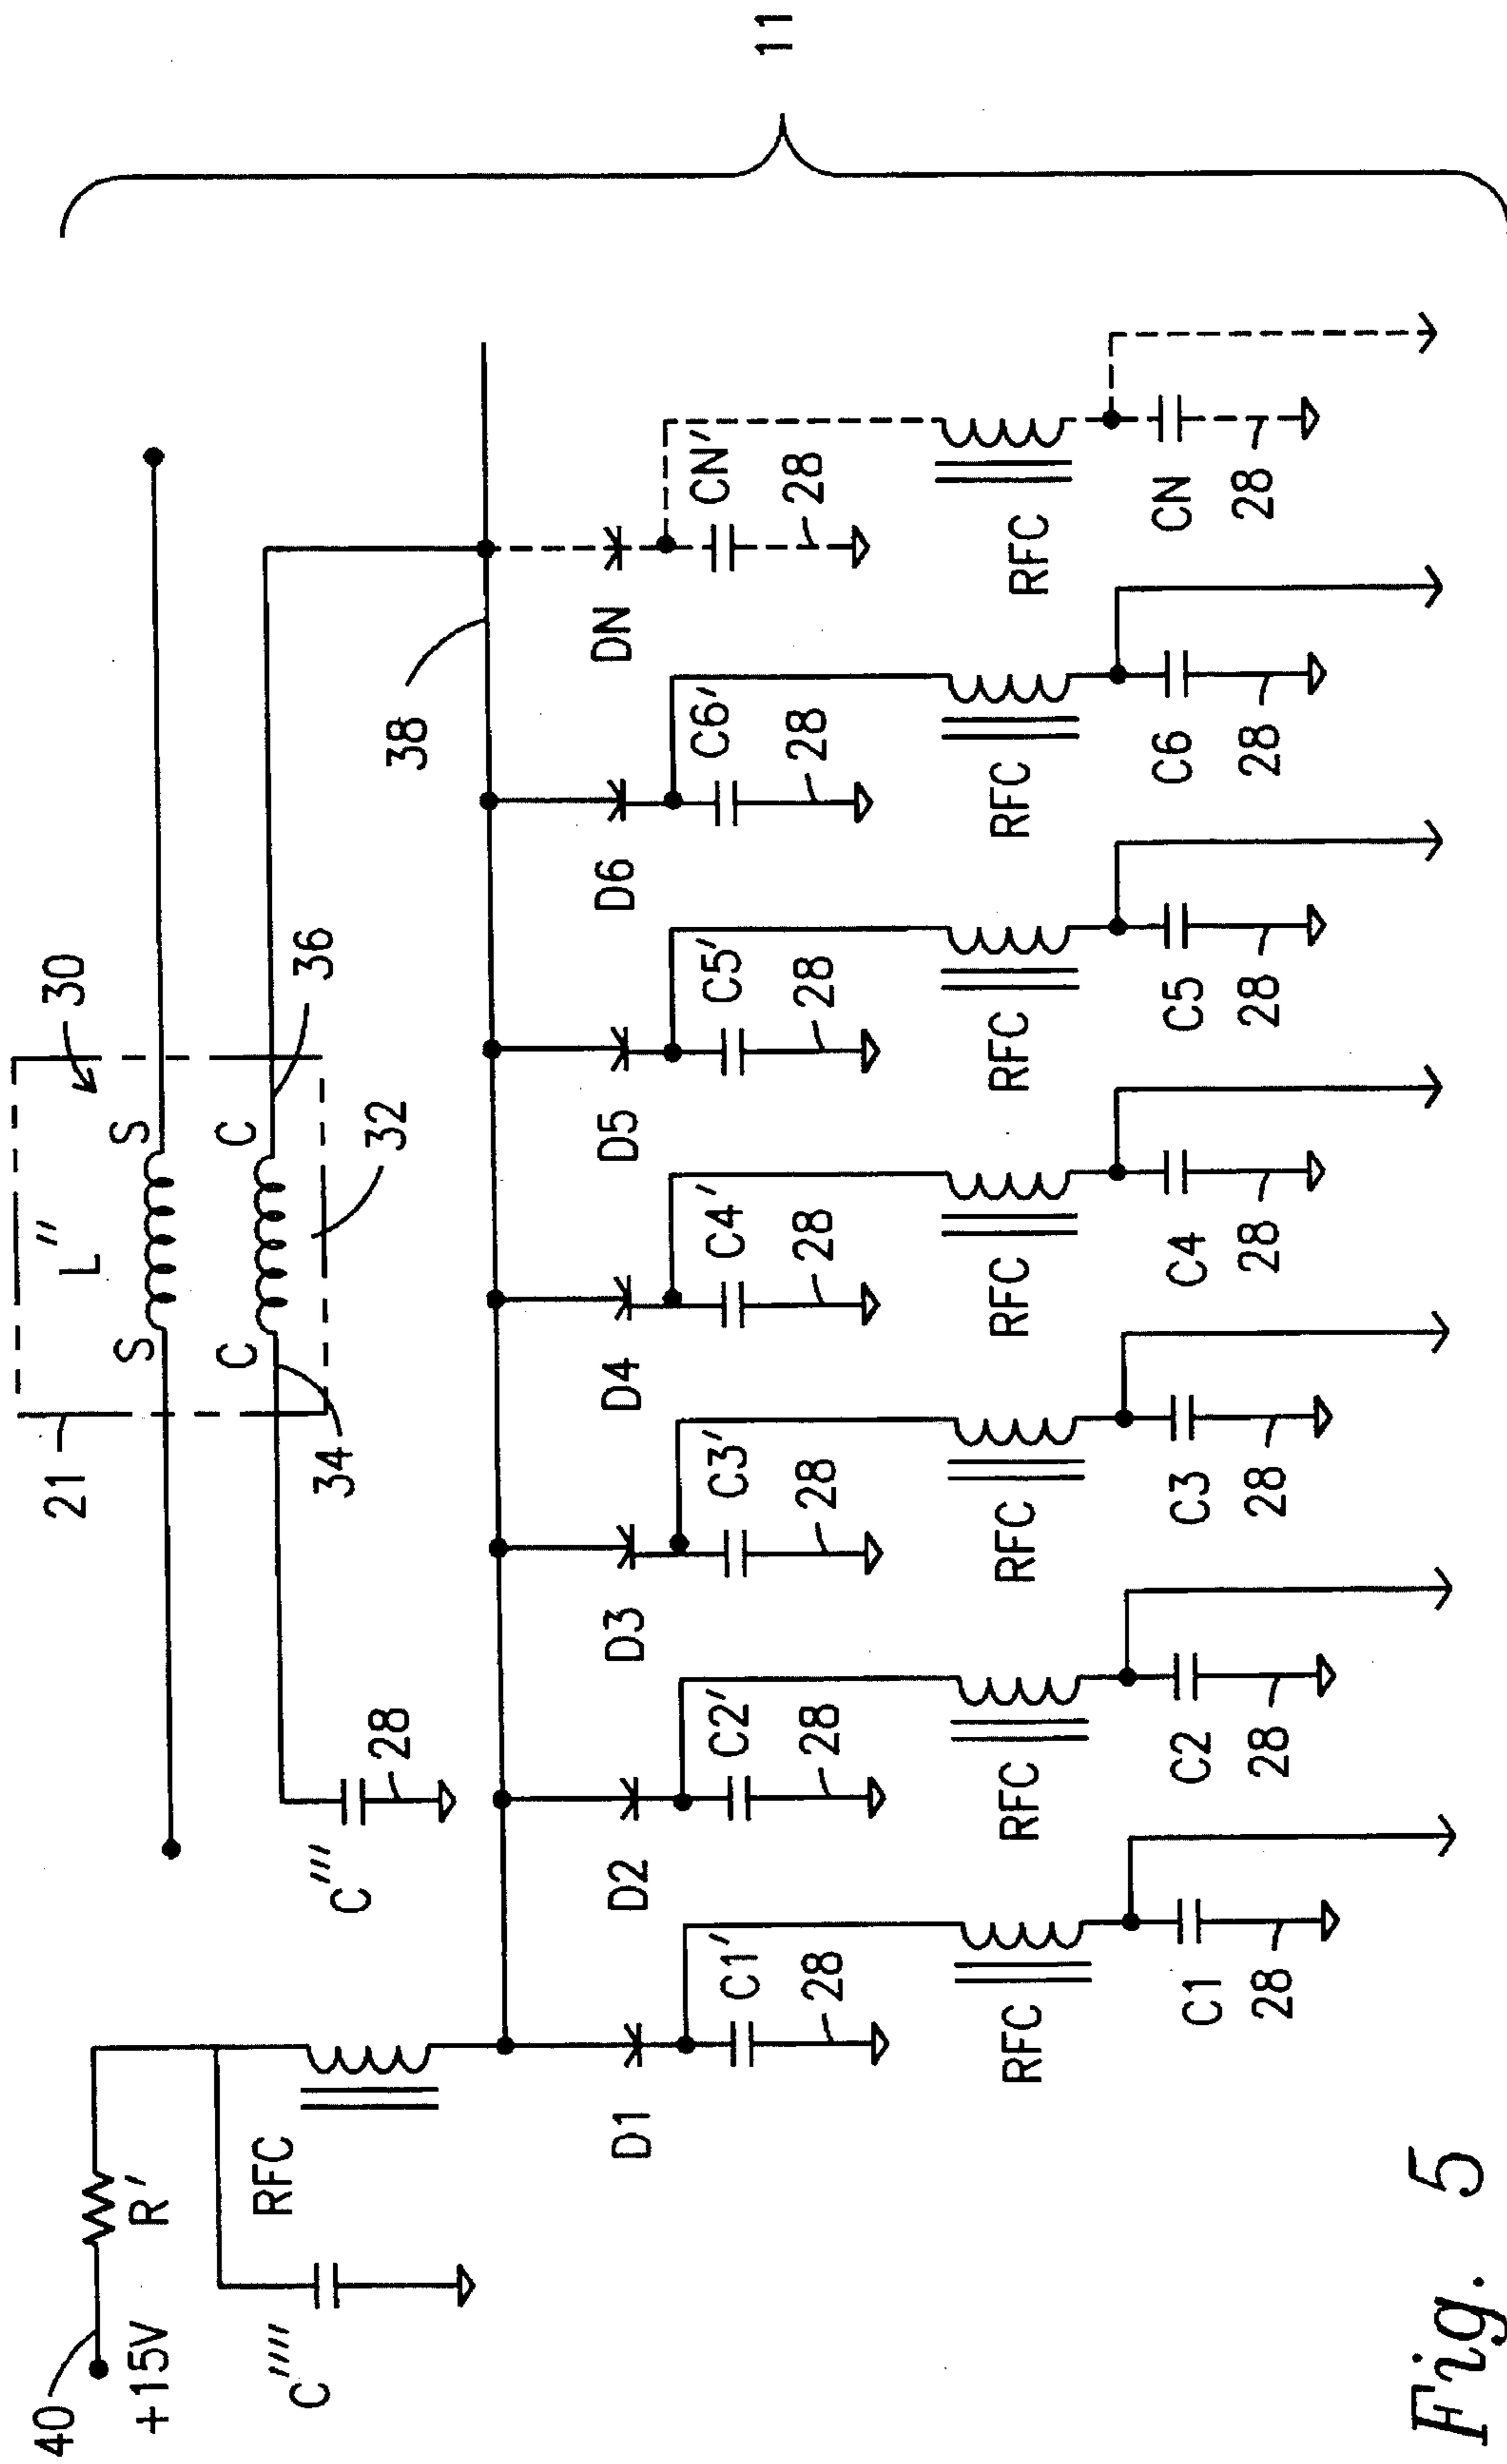 40
+15V
R'
C''''
RFC
C'''
28
21
S
S
L''
30
C
C
34
32
36
38
11
D1
D2
D3
D4
D5
D6
DN
C1'
C2'
C3'
C4'
C5'
C6'
CN'
28
28
28
28
28
28
28
RFC
RFC
RFC
RFC
RFC
RFC
RFC
C1
C2
C3
C4
C5
C6
CN
28
28
28
28
28
28
28
Fig. 5